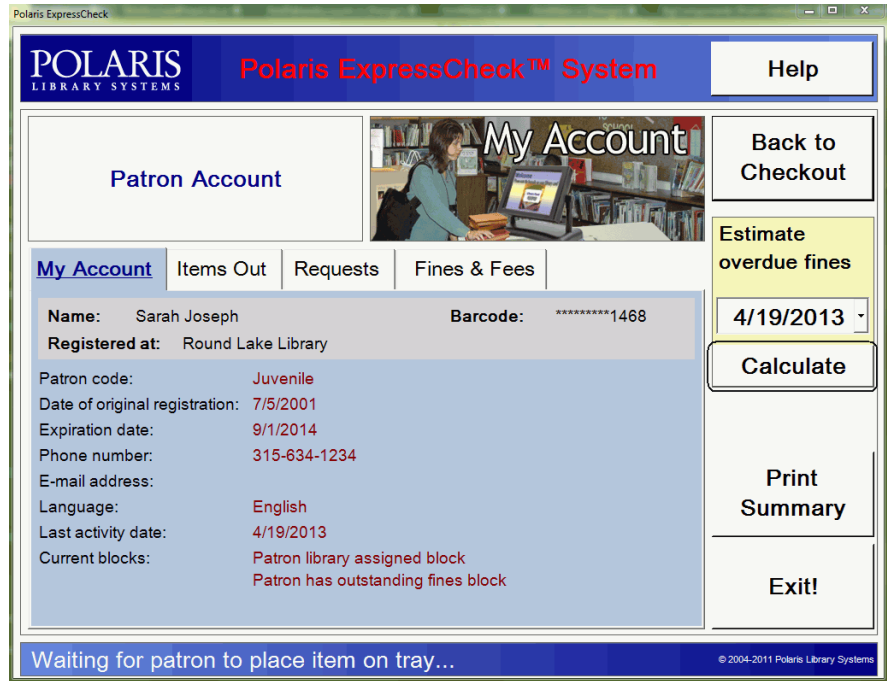 Polaris ExpressCheck
POLARIS
LIBRARY SYSTEMS
Polaris ExpressCheck™ System
Help
Patron Account
SCHOOL
My Account
Back to
Checkout
Estimate
overdue fines
4/19/2013
Calculate
My Account Items Out Requests Fines & Fees
Name: Sarah Joseph Barcode: *********1468
Registered at: Round Lake Library
Patron code: Juvenile
Date of original registration: 7/5/2001
Expiration date: 9/1/2014
Phone number: 315-634-1234
E-mail address:
Language: English
Last activity date: 4/19/2013
Current blocks: Patron library assigned block
Patron has outstanding fines block
Print
Summary
Exit!
Waiting for patron to place item on tray...
© 2004-2011 Polaris Library Systems